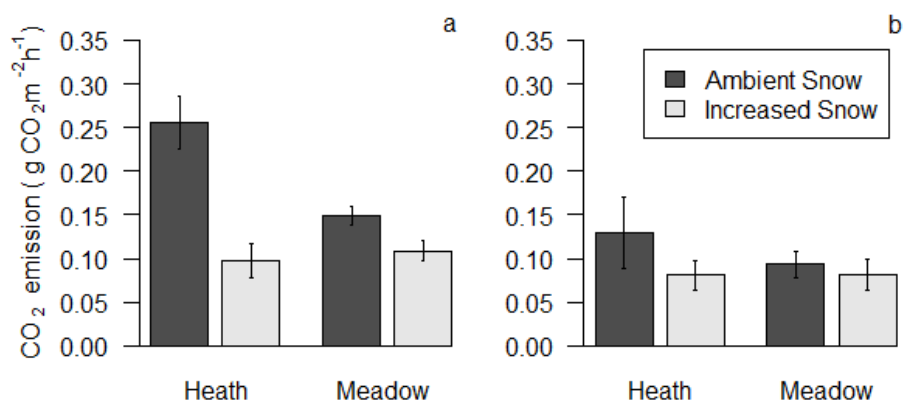 a
b
0.35
0.30
0.25
0.20
0.15
0.10
0.05
0.00
CO₂ emission ( g CO₂m⁻²h⁻¹)
Heath Meadow
0.35
0.30
0.25
0.20
0.15
0.10
0.05
0.00
Ambient Snow
Increased Snow
Heath Meadow